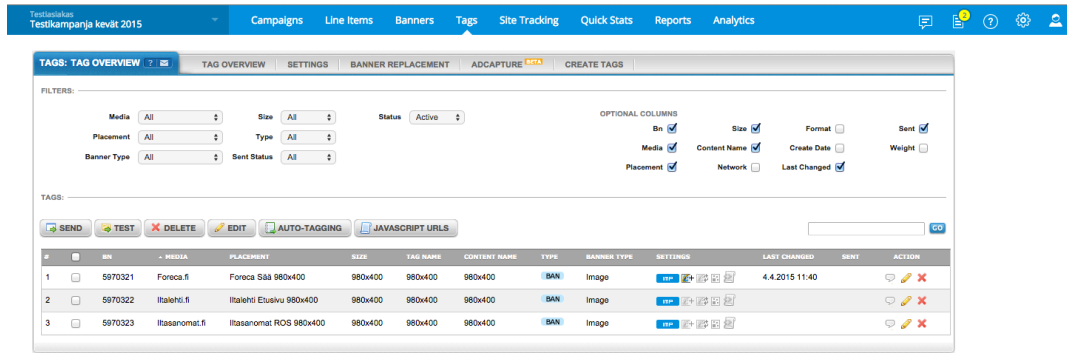 Testiasiakas
Testikampanja kevät 2015
Campaigns Line Items Banners Tags Site Tracking Quick Stats Reports Analytics
2
?
TAGS: TAG OVERVIEW ? TAG OVERVIEW SETTINGS BANNER REPLACEMENT ADCAPTURE BETA CREATE TAGS
FILTERS:
Media All Size All Status Active
Placement All Type All
Banner Type All Sent Status All
OPTIONAL COLUMNS
Bn Size Format Sent
Media Content Name Create Date Weight
Placement Network Last Changed
TAGS:
SEND TEST DELETE EDIT AUTO-TAGGING JAVASCRIPT URLS GO
# BN MEDIA PLACEMENT SIZE TAG NAME CONTENT NAME TYPE BANNER TYPE SETTINGS LAST CHANGED SENT ACTION
1 5970321 Foreca.fi Foreca Sää 980x400 980x400 980x400 980x400 BAN Image 4.4.2015 11:40
2 5970322 Iltalehti.fi Iltalehti Etusivu 980x400 980x400 980x400 980x400 BAN Image
3 5970323 Iltasanomat.fi Iltasanomat ROS 980x400 980x400 980x400 980x400 BAN Image